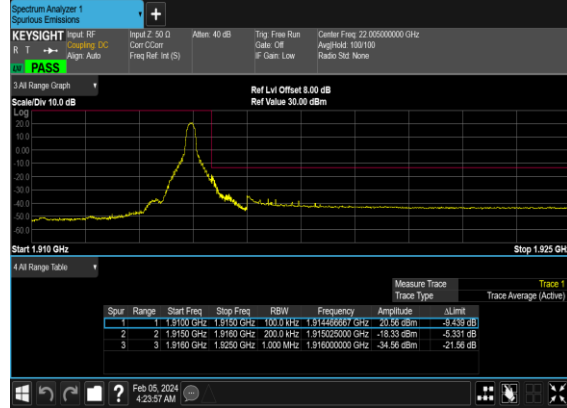 Spectrum Analyzer 1
Spurious Emissions
KEYSIGHT Input: RF Input Z: 50 Ω Atten: 40 dB Trig: Free Run Center Freq: 22.005000000 GHz
R T Coupling: DC Corr CCorr Gate: Off Avg|Hold: 100/100
Align: Auto Freq Ref: Int (S) IF Gain: Low Radio Std: None
LW PASS
3 All Range Graph
Ref Lvl Offset 8.00 dB
Scale/Div 10.0 dB Ref Value 30.00 dBm
Log
20.0
10.0
0.00
-10.0
-20.0
-30.0
-40.0
-50.0
-60.0
Start 1.910 GHz Stop 1.925 GH
4 All Range Table
Measure Trace Trace 1
Trace Type Trace Average (Active)
Spur Range Start Freq Stop Freq RBW Frequency Amplitude ΔLimit
1 1 1.9100 GHz 1.9150 GHz 100.0 kHz 1.914466667 GHz 20.56 dBm -9.439 dB
2 2 1.9150 GHz 1.9160 GHz 200.0 kHz 1.915025000 GHz -18.33 dBm -5.331 dB
3 3 1.9160 GHz 1.9250 GHz 1.000 MHz 1.916000000 GHz -34.56 dBm -21.56 dB
Feb 05, 2024
4:23:57 AM